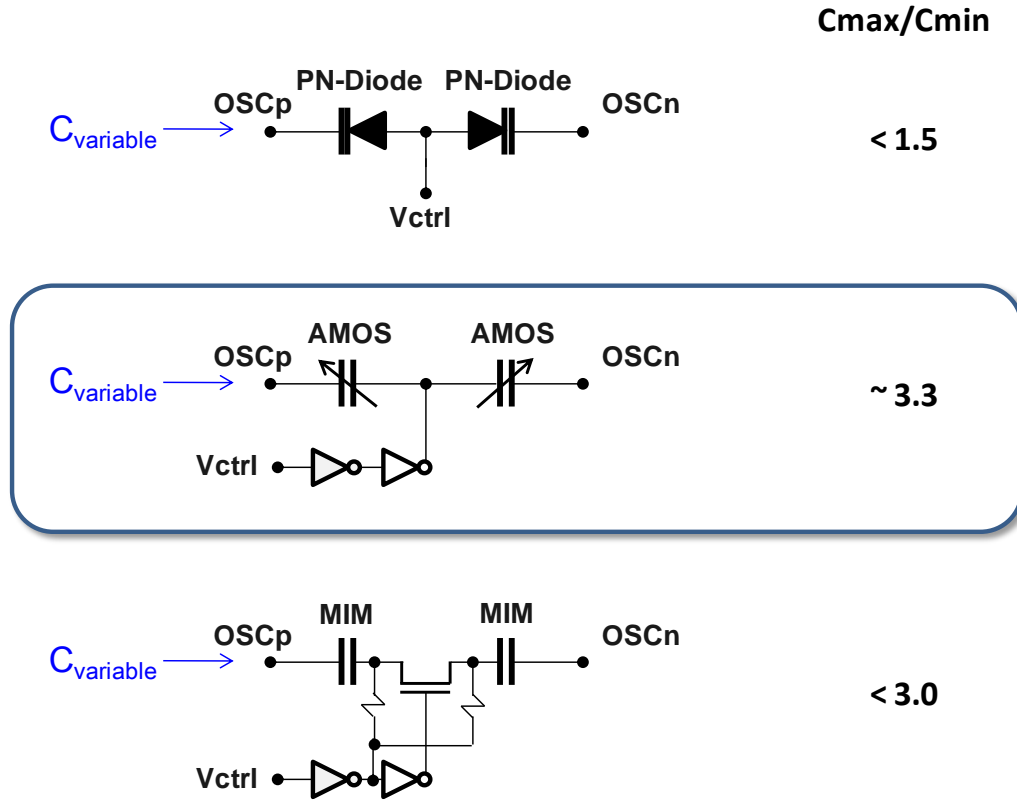 Cmax/Cmin
PN-Diode PN-Diode
OSCp OSCn
Cvariable
< 1.5
Vctrl
AMOS AMOS
OSCp OSCn
Cvariable
~ 3.3
Vctrl
MIM MIM
OSCp OSCn
Cvariable
< 3.0
Vctrl